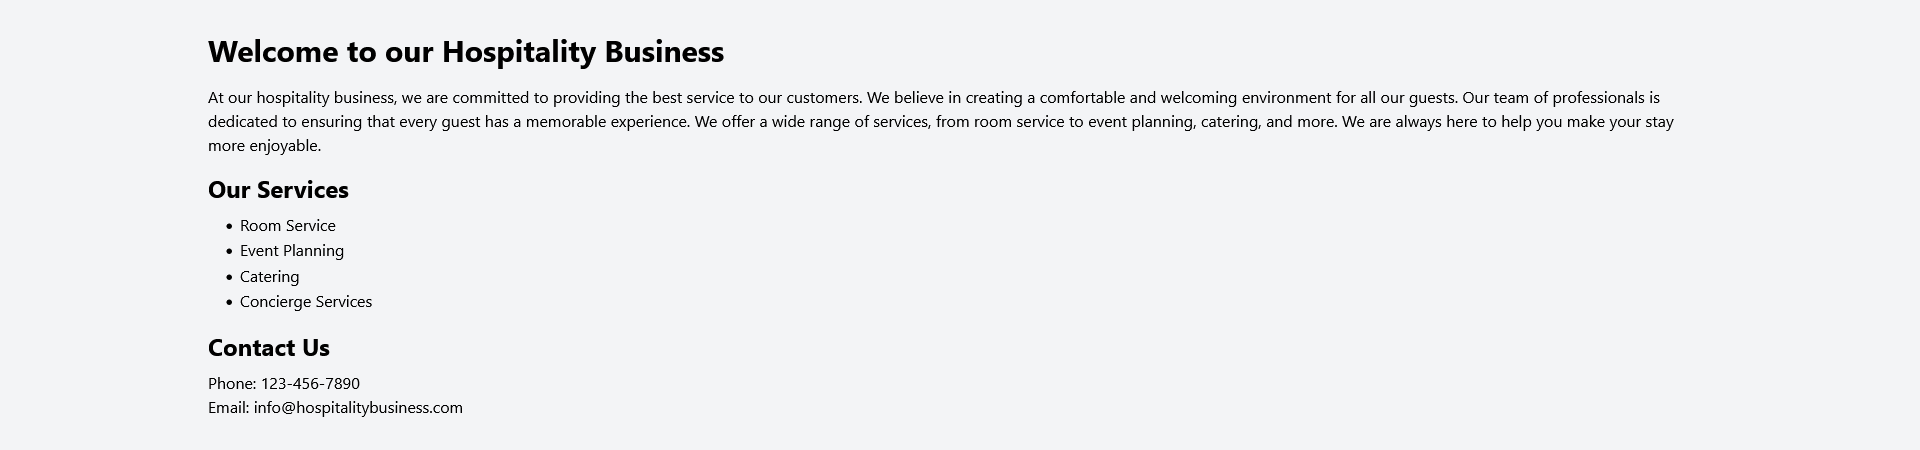 Welcome to our Hospitality Business
At our hospitality business, we are committed to providing the best service to our customers. We believe in creating a comfortable and welcoming environment for all our guests. Our team of professionals is
dedicated to ensuring that every guest has a memorable experience. We offer a wide range of services, from room service to event planning, catering, and more. We are always here to help you make your stay
more enjoyable.
Our Services
• Room Service
• Event Planning
• Catering
• Concierge Services
Contact Us
Phone: 123-456-7890
Email: info@hospitalitybusiness.com